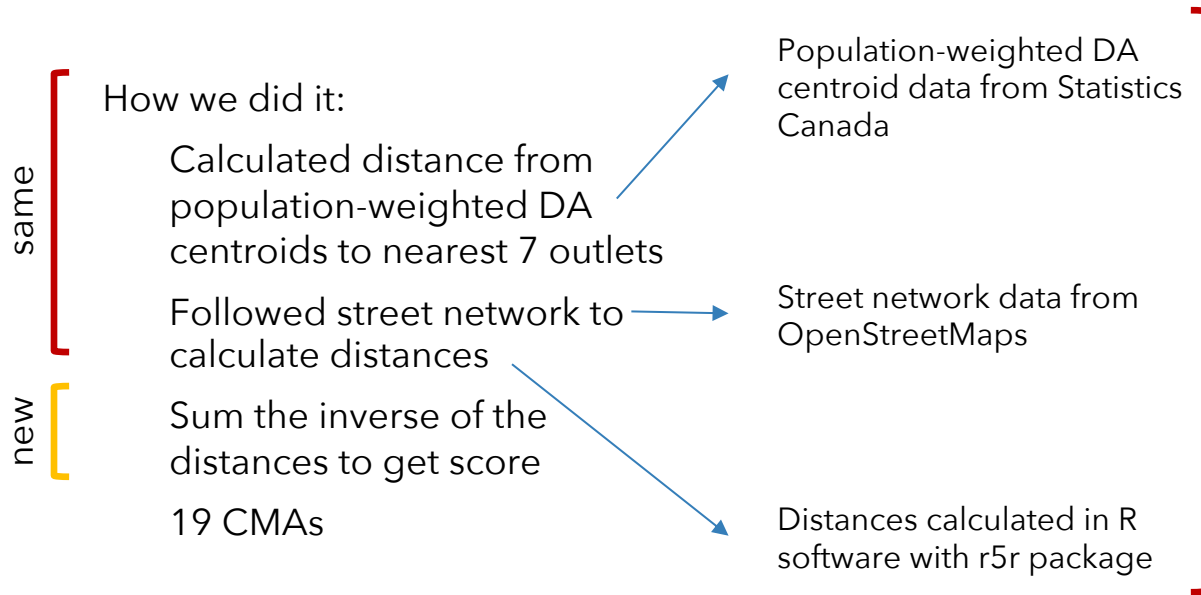 same
new
How we did it:
Calculated distance from
population-weighted DA
centroids to nearest 7 outlets
Followed street network to
calculate distances
Sum the inverse of the
distances to get score
19 CMAs
Population-weighted DA
centroid data from Statistics
Canada
Street network data from
OpenStreetMaps
Distances calculated in R
software with r5r package